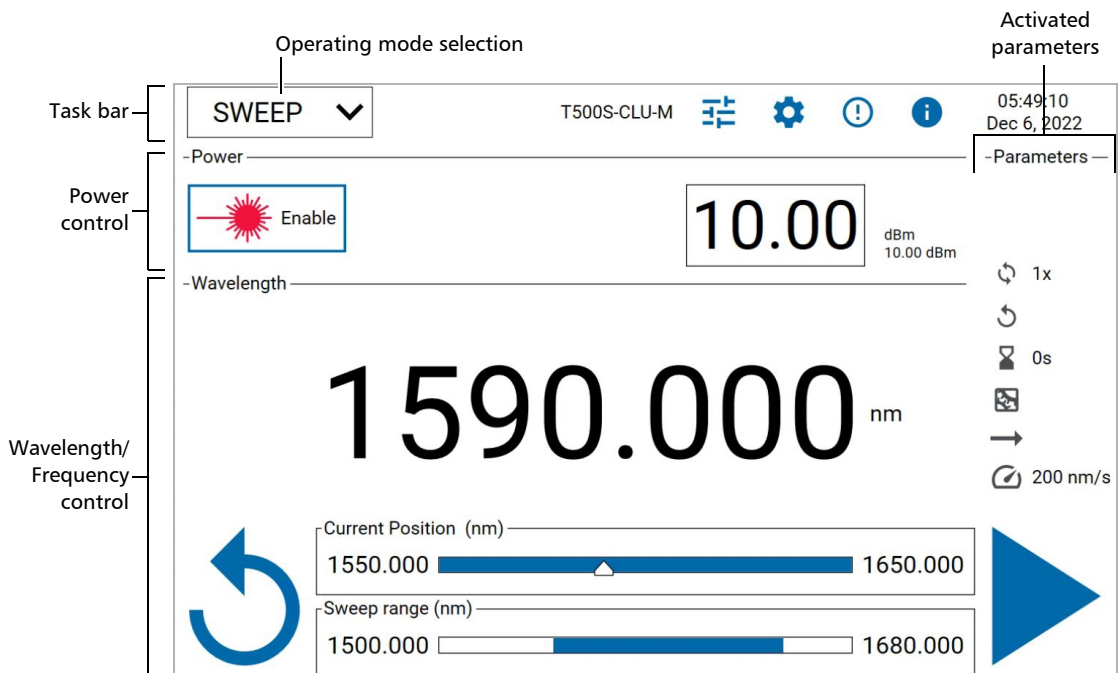 Activated
parameters
Operating mode selection
Task bar
SWEEP
T500S-CLU-M
05:49:10
Dec 6, 2022
Power
Parameters
Power
control
Enable
10.00
dBm
10.00 dBm
Wavelength
1x
0s
1590.000 nm
200 nm/s
Wavelength/
Frequency
control
Current Position (nm)
1550.000 1650.000
Sweep range (nm)
1500.000 1680.000